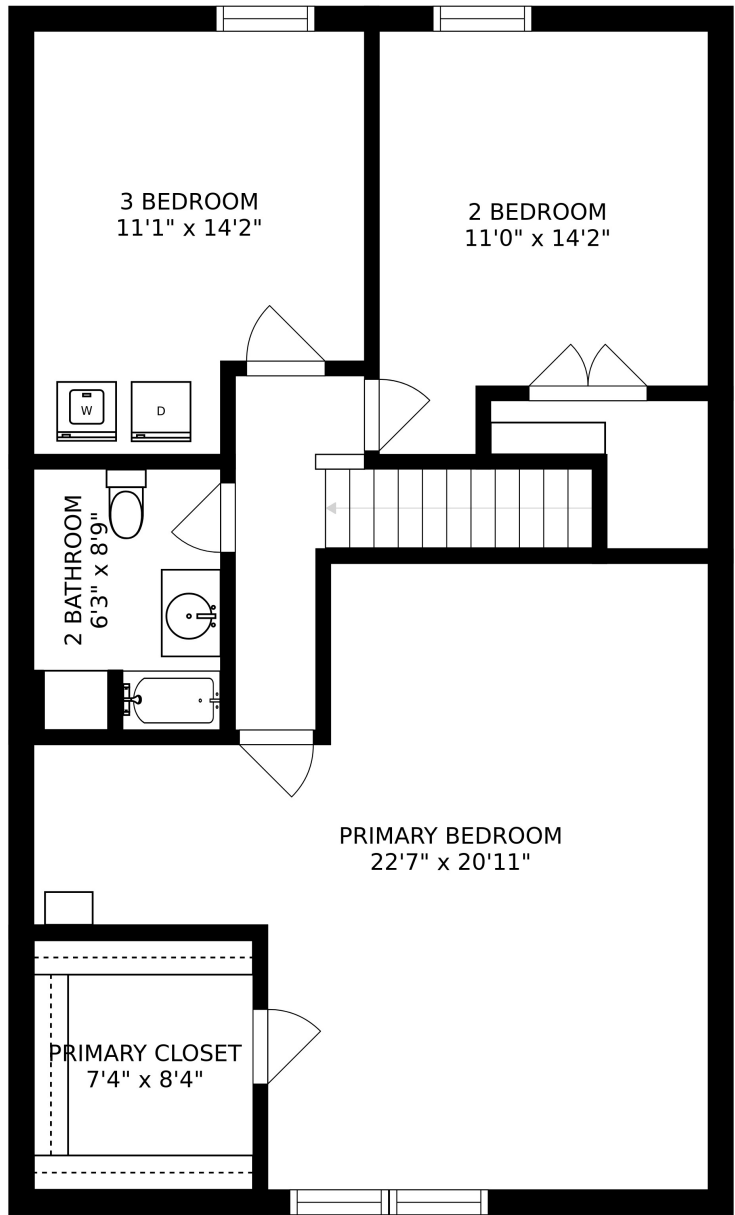 3 BEDROOM
11'1" x 14'2"
2 BEDROOM
11'0" x 14'2"
W
D
2 BATHROOM
6'3" x 8'9"
PRIMARY BEDROOM
22'7" x 20'11"
PRIMARY CLOSET
7'4" x 8'4"